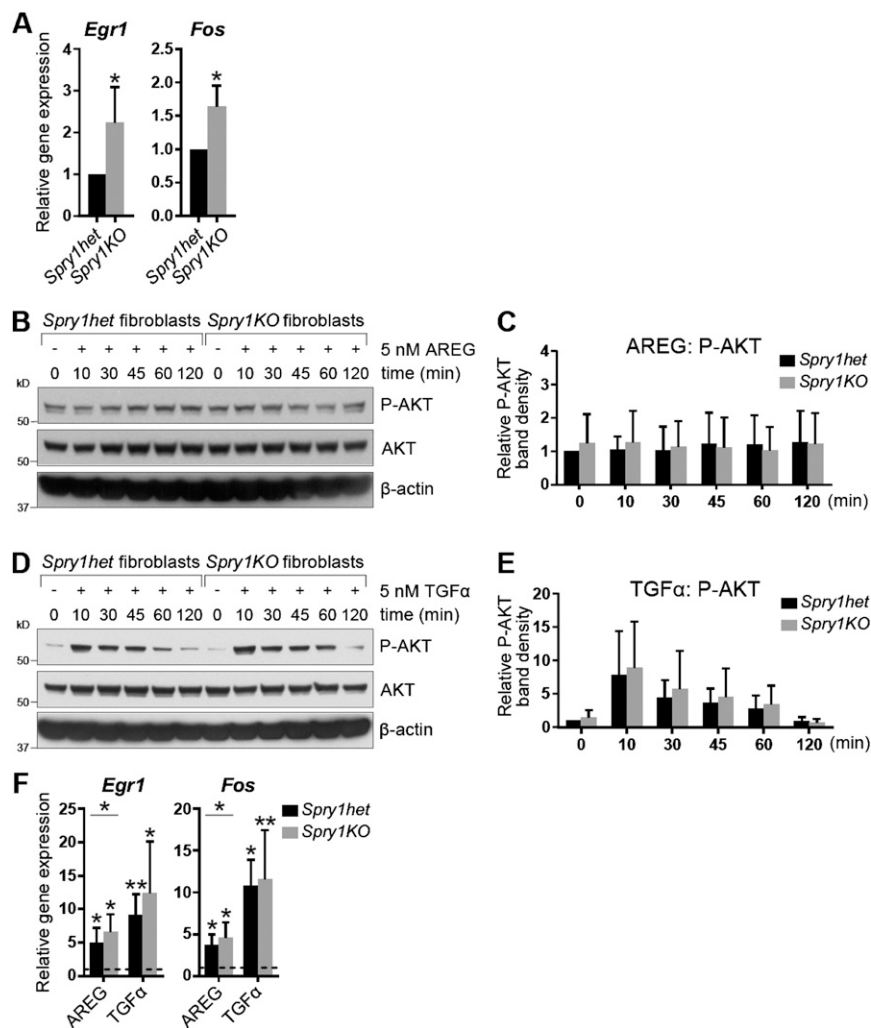 A
Egr1 Fos
Relative gene expression
4 2.5
3 2.0
2 1.5
1 1.0
0 0.5
0.0
Spry1het
Spry1KO
Spry1het
Spry1KO
B
Spry1het fibroblasts Spry1KO fibroblasts
- + + + + + - + + + + + 5 nM AREG
0 10 30 45 60 120 0 10 30 45 60 120 time (min)
kD
50 P-AKT
50 AKT
37 β-actin
C
AREG: P-AKT
Spry1het
Spry1KO
Relative P-AKT
band density
4
3
2
1
0
0 10 30 45 60 120 (min)
D
Spry1het fibroblasts Spry1KO fibroblasts
- + + + + + - + + + + + 5 nM TGFα
0 10 30 45 60 120 0 10 30 45 60 120 time (min)
kD
50 P-AKT
50 AKT
37 β-actin
E
TGFα: P-AKT
Spry1het
Spry1KO
Relative P-AKT
band density
20
15
10
5
0
0 10 30 45 60 120 (min)
F
Egr1 Fos
Spry1het
Spry1KO
Relative gene expression
25 20
20 15
15 10
10 5
5 0
0
* * * ** *
* * * * **
AREG TGFα AREG TGFα